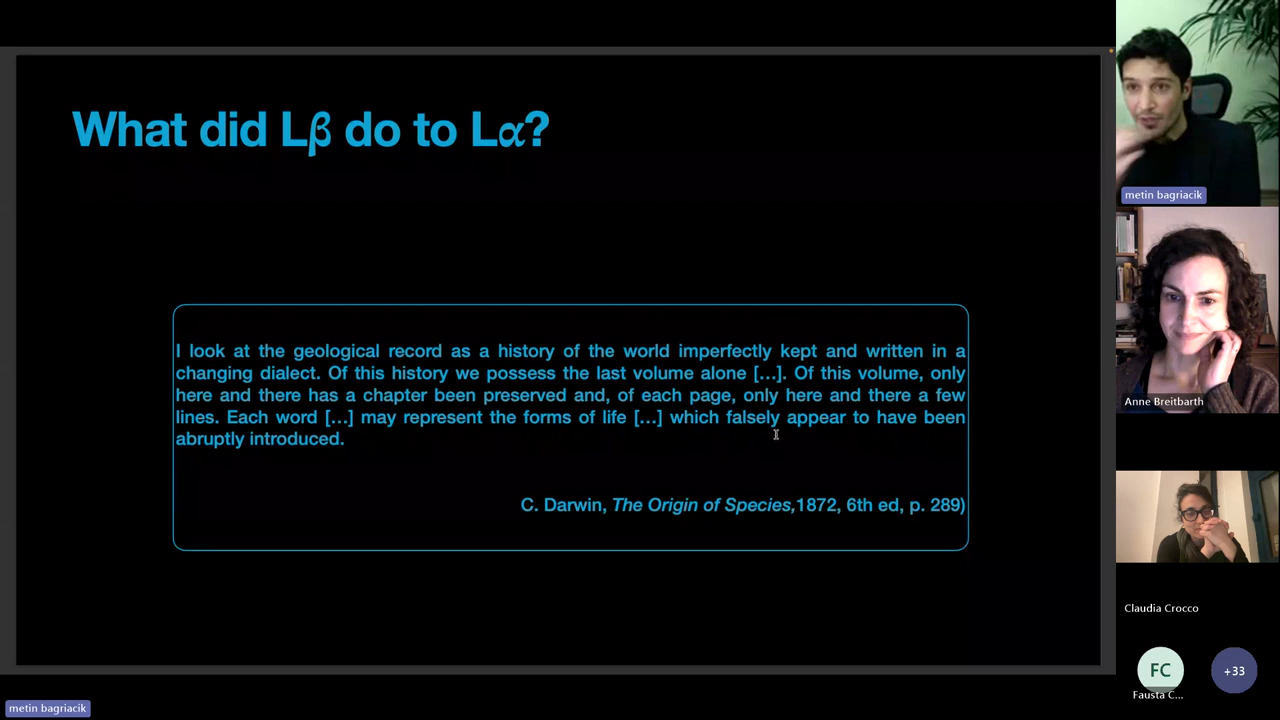 What did Lβ do to Lα?
I look at the geological record as a history of the world imperfectly kept and written in a
changing dialect. Of this history we possess the last volume alone [...]. Of this volume, only
here and there has a chapter been preserved and, of each page, only here and there a few
lines. Each word [...] may represent the forms of life [...] which falsely appear to have been
abruptly introduced.
C. Darwin, The Origin of Species,1872, 6th ed, p. 289)
metin bagriacik
Anne Breitbarth
Claudia Crocco
FC
+33
Fausta C...
metin bagriacik